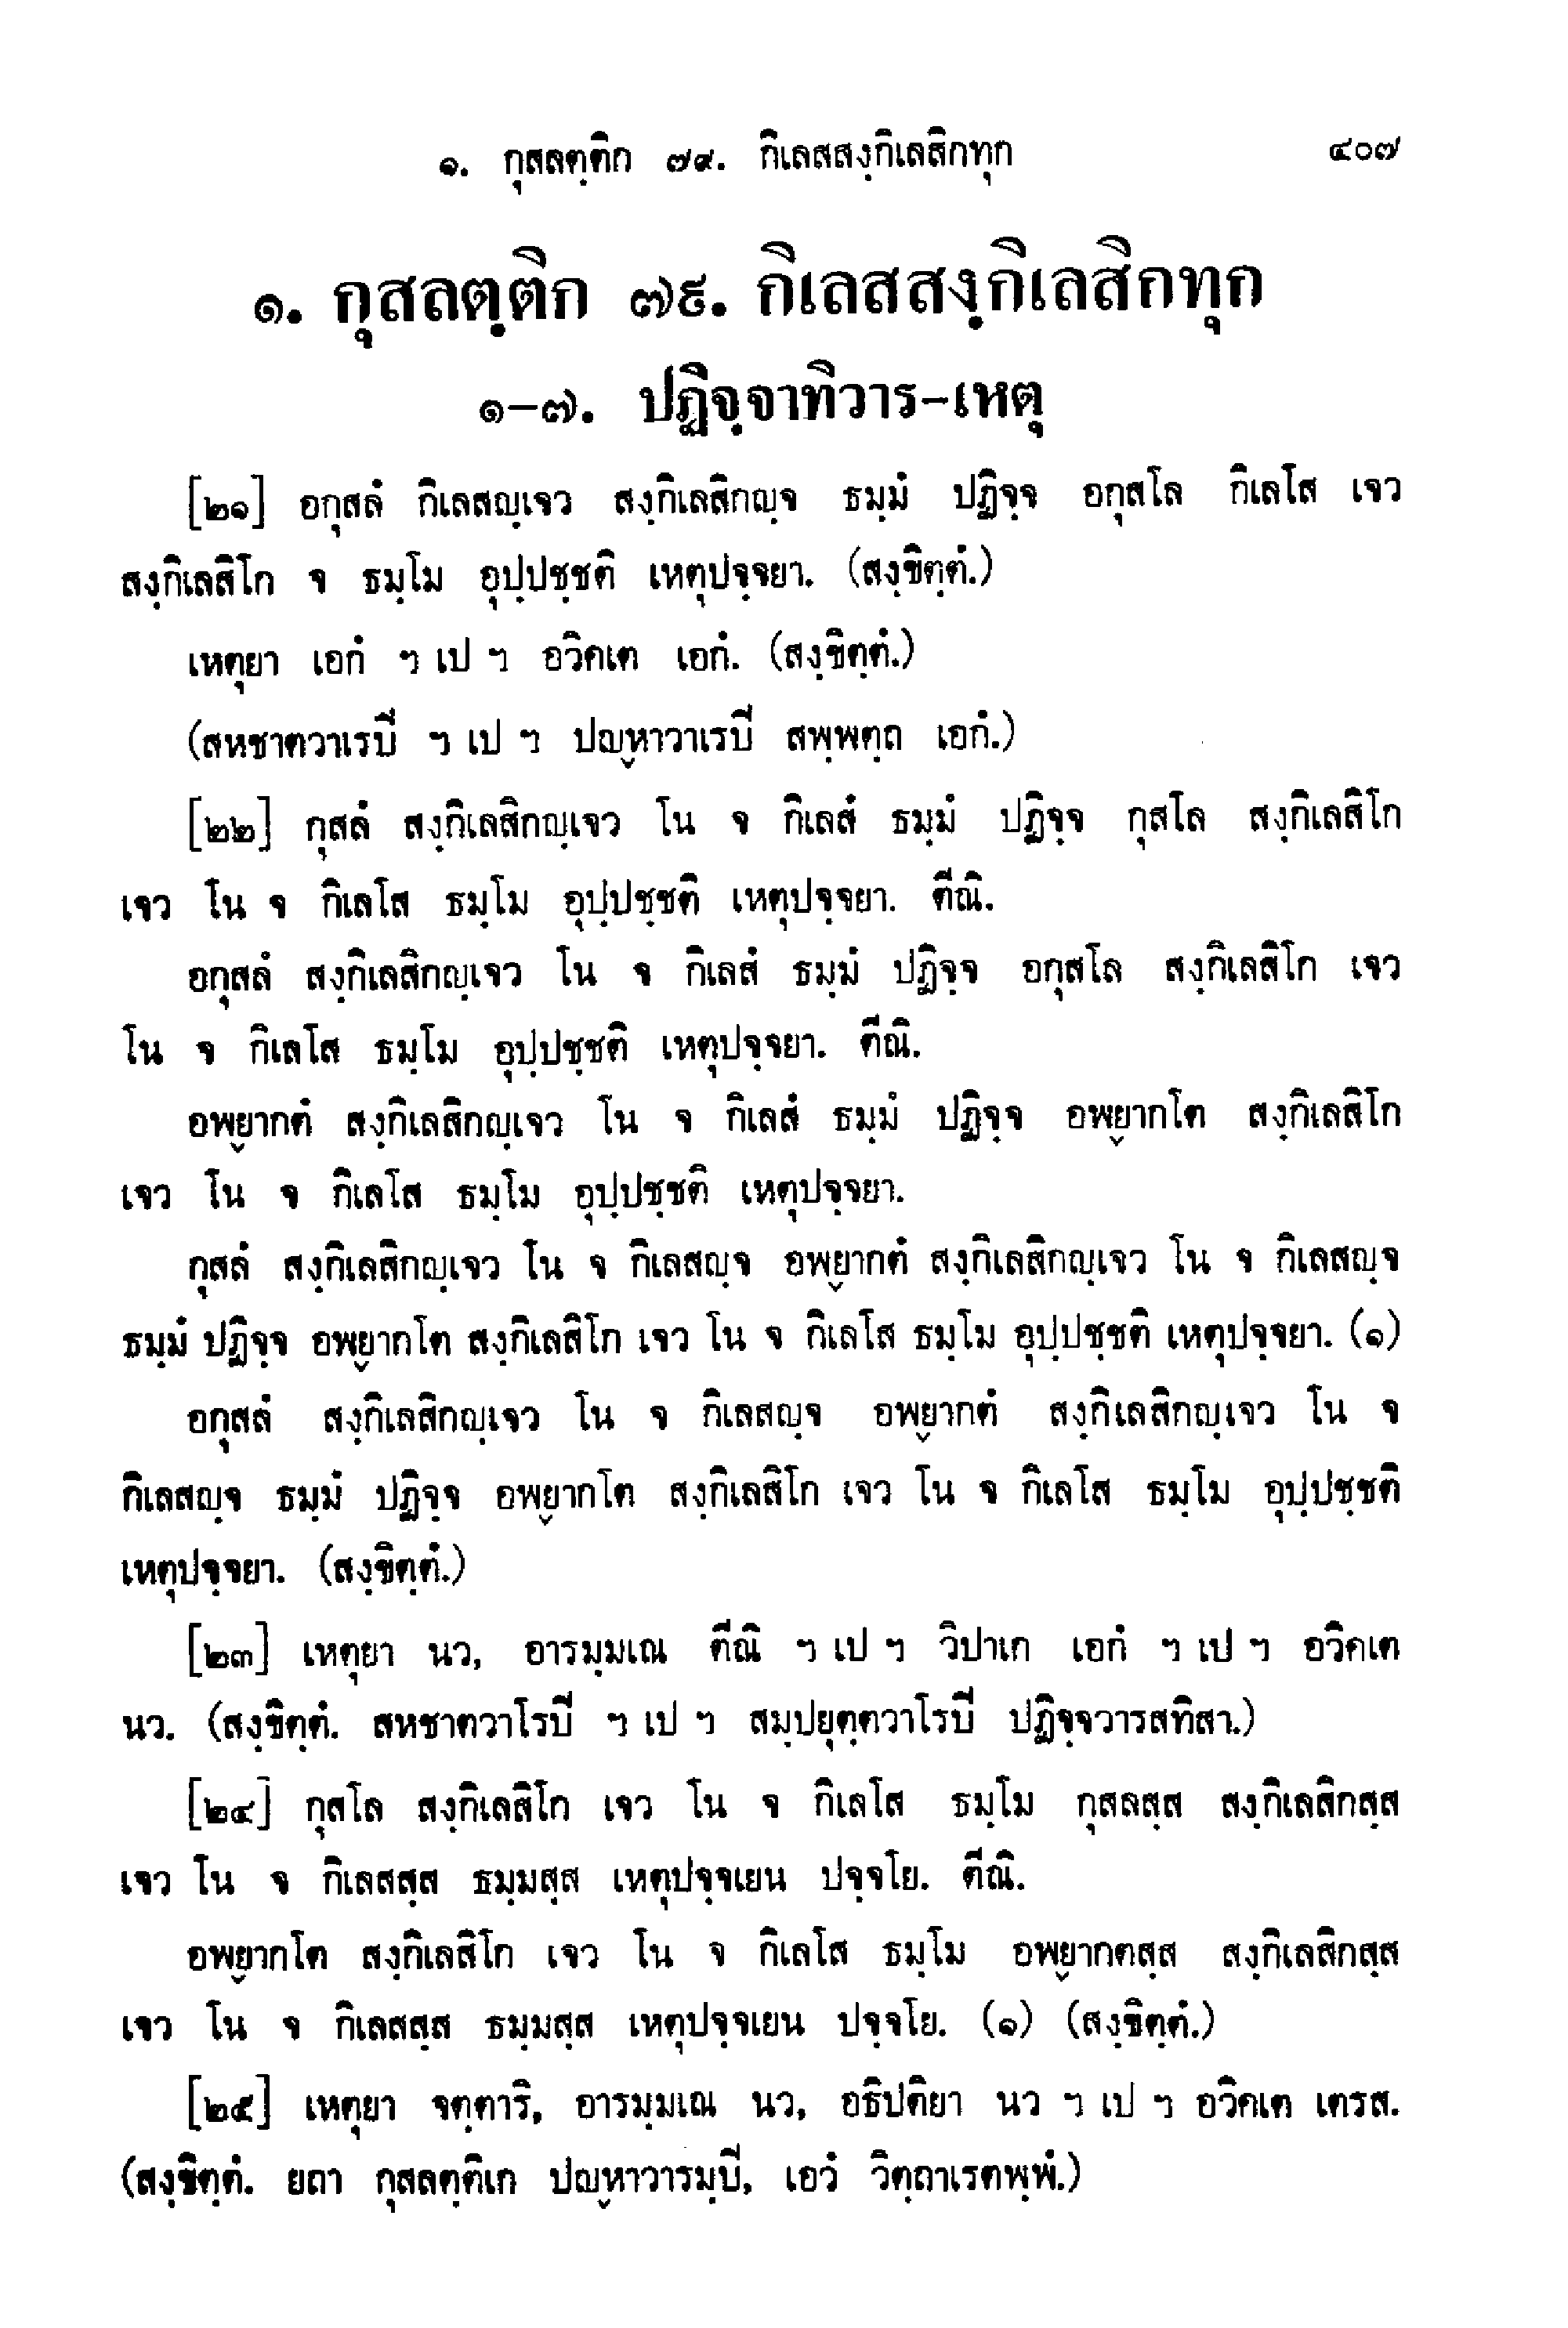 ๑. กุสลตฺติก ๗๙. กิเลสสงฺกิเลสิกทุก ๔๐๗
๑. กุสลตฺติก ๗๙. กิเลสสงฺกิเลสิกทุก
๑–๗. ปฏิจฺจาทิวาร–เหตุ
[๒๑] อกุสลํ กิเลสญฺเจว สงฺกิเลสิกญฺจ ธมฺมํ ปฏิจฺจ อกุสโล กิเลโส เจว
สงฺกิเลสิโก จ ธมฺโม อุปฺปชฺชติ เหตุปจฺจยา. (สงฺขิตฺตํ.)
เหตุยา เอกํ ฯ เป ฯ อวิคเต เอกํ. (สงฺขิตฺตํ.)
(สหชาตวาเรปี ฯ เป ฯ ปญฺหาวาเรปี สพฺพตฺถ เอกํ.)
[๒๒] กุสลํ สงฺกิเลสิกญฺเจว โน จ กิเลสํ ธมฺมํ ปฏิจฺจ กุสโล สงฺกิเลสิโก
เจว โน จ กิเลโส ธมฺโม อุปฺปชฺชติ เหตุปจฺจยา. ตีณิ.
อกุสลํ สงฺกิเลสิกญฺเจว โน จ กิเลสํ ธมฺมํ ปฏิจฺจ อกุสโล สงฺกิเลสิโก เจว
โน จ กิเลโส ธมฺโม อุปฺปชฺชติ เหตุปจฺจยา. ตีณิ.
อพฺยากตํ สงฺกิเลสิกญฺเจว โน จ กิเลสํ ธมฺมํ ปฏิจฺจ อพฺยากโต สงฺกิเลสิโก
เจว โน จ กิเลโส ธมฺโม อุปฺปชฺชติ เหตุปจฺจยา.
กุสลํ สงฺกิเลสิกญฺเจว โน จ กิเลสญฺจ อพฺยากตํ สงฺกิเลสิกญฺเจว โน จ กิเลสญฺจ
ธมฺมํ ปฏิจฺจ อพฺยากโต สงฺกิเลสิโก เจว โน จ กิเลโส ธมฺโม อุปฺปชฺชติ เหตุปจฺจยา. (๑)
อกุสลํ สงฺกิเลสิกญฺเจว โน จ กิเลสญฺจ อพฺยากตํ สงฺกิเลสิกญฺเจว โน จ
กิเลสญฺจ ธมฺมํ ปฏิจฺจ อพฺยากโต สงฺกิเลสิโก เจว โน จ กิเลโส ธมฺโม อุปฺปชฺชติ
เหตุปจฺจยา. (สงฺขิตฺตํ.)
[๒๓] เหตุยา นว, อารมฺมเณ ตีณิ ฯ เป ฯ วิปาเก เอกํ ฯ เป ฯ อวิคเต
นว. (สงฺขิตฺตํ. สหชาตวาโรปี ฯ เป ฯ สมฺปยุตฺตวาโรปี ปฏิจฺจวารสทิสา.)
[๒๔] กุสโล สงฺกิเลสิโก เจว โน จ กิเลโส ธมฺโม กุสลสฺส สงฺกิเลสิกสฺส
เจว โน จ กิเลสสฺส ธมฺมสฺส เหตุปจฺจเยน ปจฺจโย. ตีณิ.
อพฺยากโต สงฺกิเลสิโก เจว โน จ กิเลโส ธมฺโม อพฺยากตสฺส สงฺกิเลสิกสฺส
เจว โน จ กิเลสสฺส ธมฺมสฺส เหตุปจฺจเยน ปจฺจโย. (๑) (สงฺขิตฺตํ.)
[๒๕] เหตุยา จตฺตาริ, อารมฺมเณ นว, อธิปติยา นว ฯ เป ฯ อวิคเต เตรส.
(สงฺขิตฺตํ. ยถา กุสลตฺติเก ปญฺหาวารมฺปี, เอวํ วิตฺถาเรตพฺพํ.)